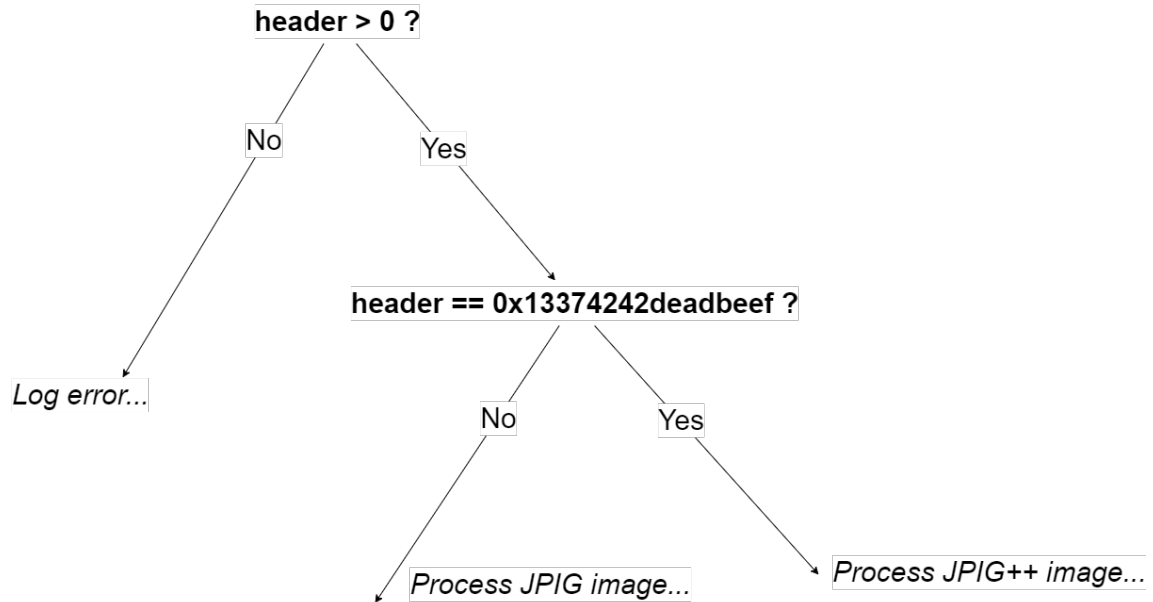 header > 0 ?
No
Yes
header == 0x13374242deadbeef ?
Log error...
No
Yes
Process JPIG image...
Process JPIG++ image...